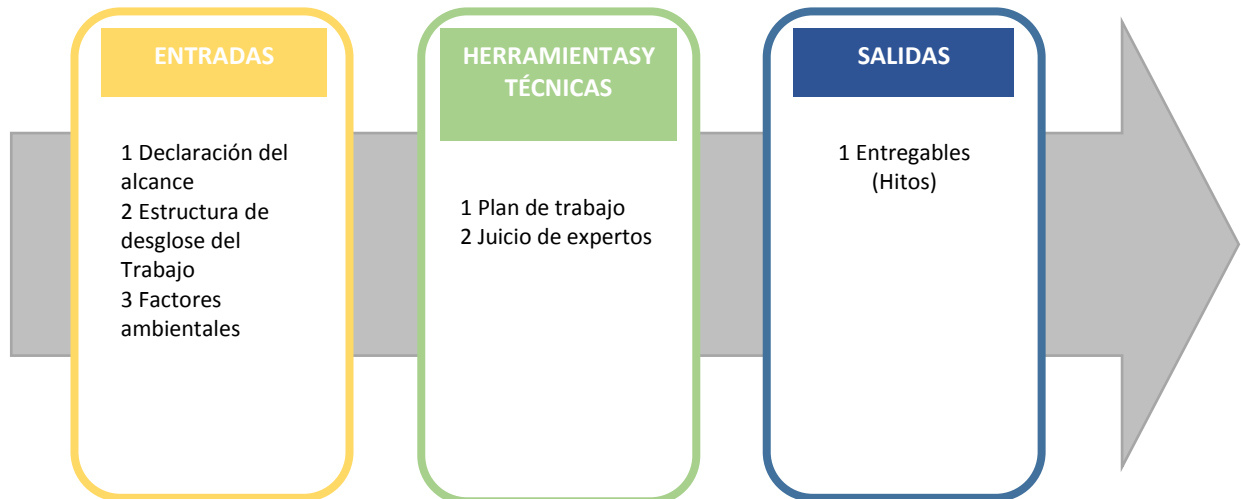 ENTRADAS
1 Declaración del
alcance
2 Estructura de
desglose del
Trabajo
3 Factores
ambientales
HERRAMIENTASY
TÉCNICAS
1 Plan de trabajo
2 Juicio de expertos
SALIDAS
1 Entregables
(Hitos)